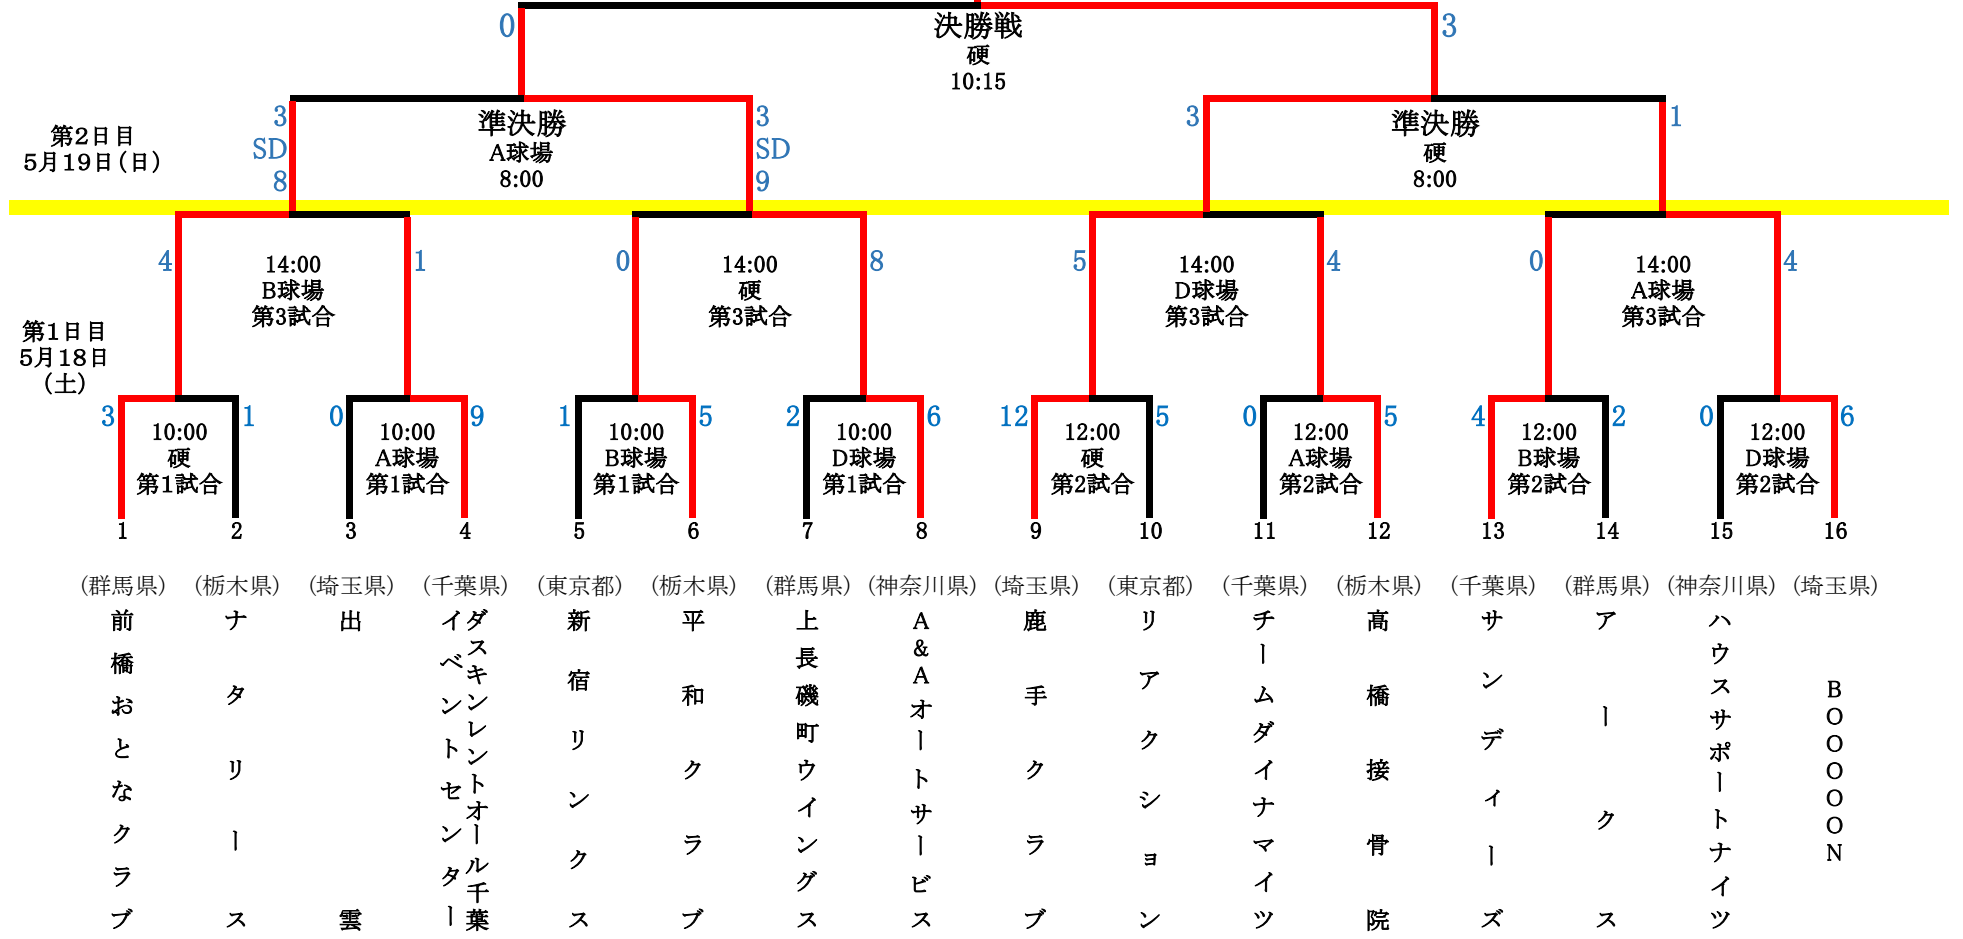 0
決勝戦
硬
10:15
3
第2日目
5月19日(日)
3
SD
8
準決勝
A球場
8:00
3
SD
9
3
準決勝
硬
8:00
1
第1日目
5月18日
(土)
4
14:00
B球場
第3試合
1
0
14:00
硬
第3試合
8
5
14:00
D球場
第3試合
4
0
14:00
A球場
第3試合
4
3
10:00
硬
第1試合
1
0
10:00
A球場
第1試合
9
1
10:00
B球場
第1試合
5
2
10:00
D球場
第1試合
6
12
12:00
硬
第2試合
5
0
12:00
A球場
第2試合
5
4
12:00
B球場
第2試合
2
0
12:00
D球場
第2試合
6
1
(群馬県)
前橋おとなクラブ
2
(栃木県)
ナタリース
3
(埼玉県)
出雲
4
(千葉県)
ダスキンレントオール千葉
イベントセンター
5
(東京都)
新宿リンクス
6
(栃木県)
平和クラブ
7
(群馬県)
上長磯町ウイングス
8
(神奈川県)
A&Aオートサービス
9
(埼玉県)
鹿手クラブ
10
(東京都)
リアクション
11
(千葉県)
チームダイナマイツ
12
(栃木県)
高橋接骨院
13
(千葉県)
サンディーズ
14
(群馬県)
アークス
15
(神奈川県)
ハウスサポートナイツ
16
(埼玉県)
BOOOOON